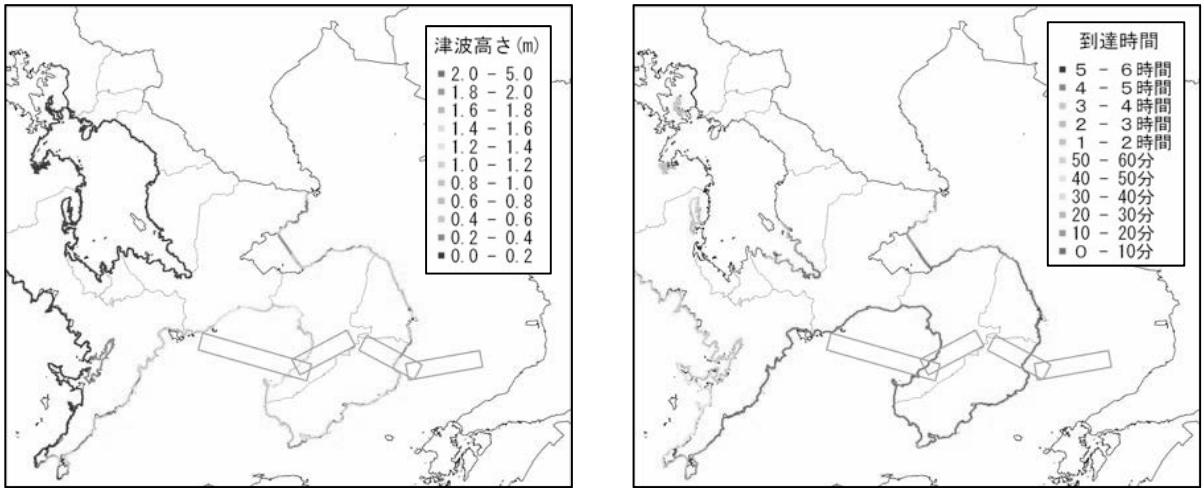 津波高さ(m)
2.0 - 5.0
1.8 - 2.0
1.6 - 1.8
1.4 - 1.6
1.2 - 1.4
1.0 - 1.2
0.8 - 1.0
0.6 - 0.8
0.4 - 0.6
0.2 - 0.4
0.0 - 0.2
到達時間
5 - 6時間
4 - 5時間
3 - 4時間
2 - 3時間
1 - 2時間
50 - 60分
40 - 50分
30 - 40分
20 - 30分
10 - 20分
0 - 10分